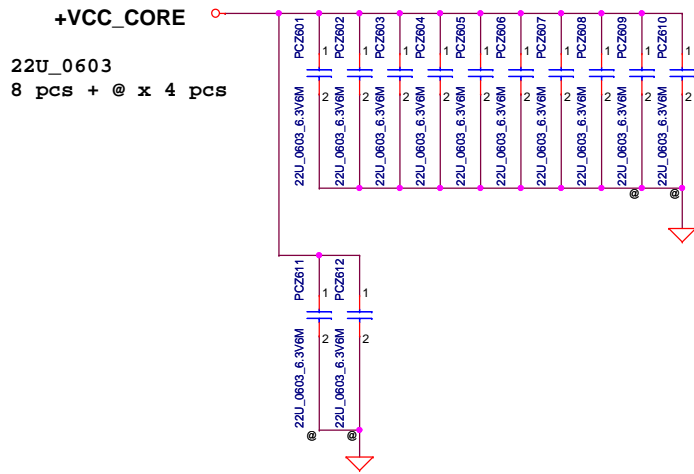 +VCC_CORE
22U_0603
8 pcs + @ x 4 pcs
PCZ601
PCZ602
PCZ603
PCZ604
PCZ605
PCZ606
PCZ607
PCZ608
PCZ609
PCZ610
1 1 1 1 1 1 1 1 1 1
2 2 2 2 2 2 2 2 2 2
22U_0603_6.3V6M
22U_0603_6.3V6M
22U_0603_6.3V6M
22U_0603_6.3V6M
22U_0603_6.3V6M
22U_0603_6.3V6M
22U_0603_6.3V6M
22U_0603_6.3V6M
22U_0603_6.3V6M
22U_0603_6.3V6M
@ @
PCZ611
PCZ612
1 1
2 2
22U_0603_6.3V6M
22U_0603_6.3V6M
@ @